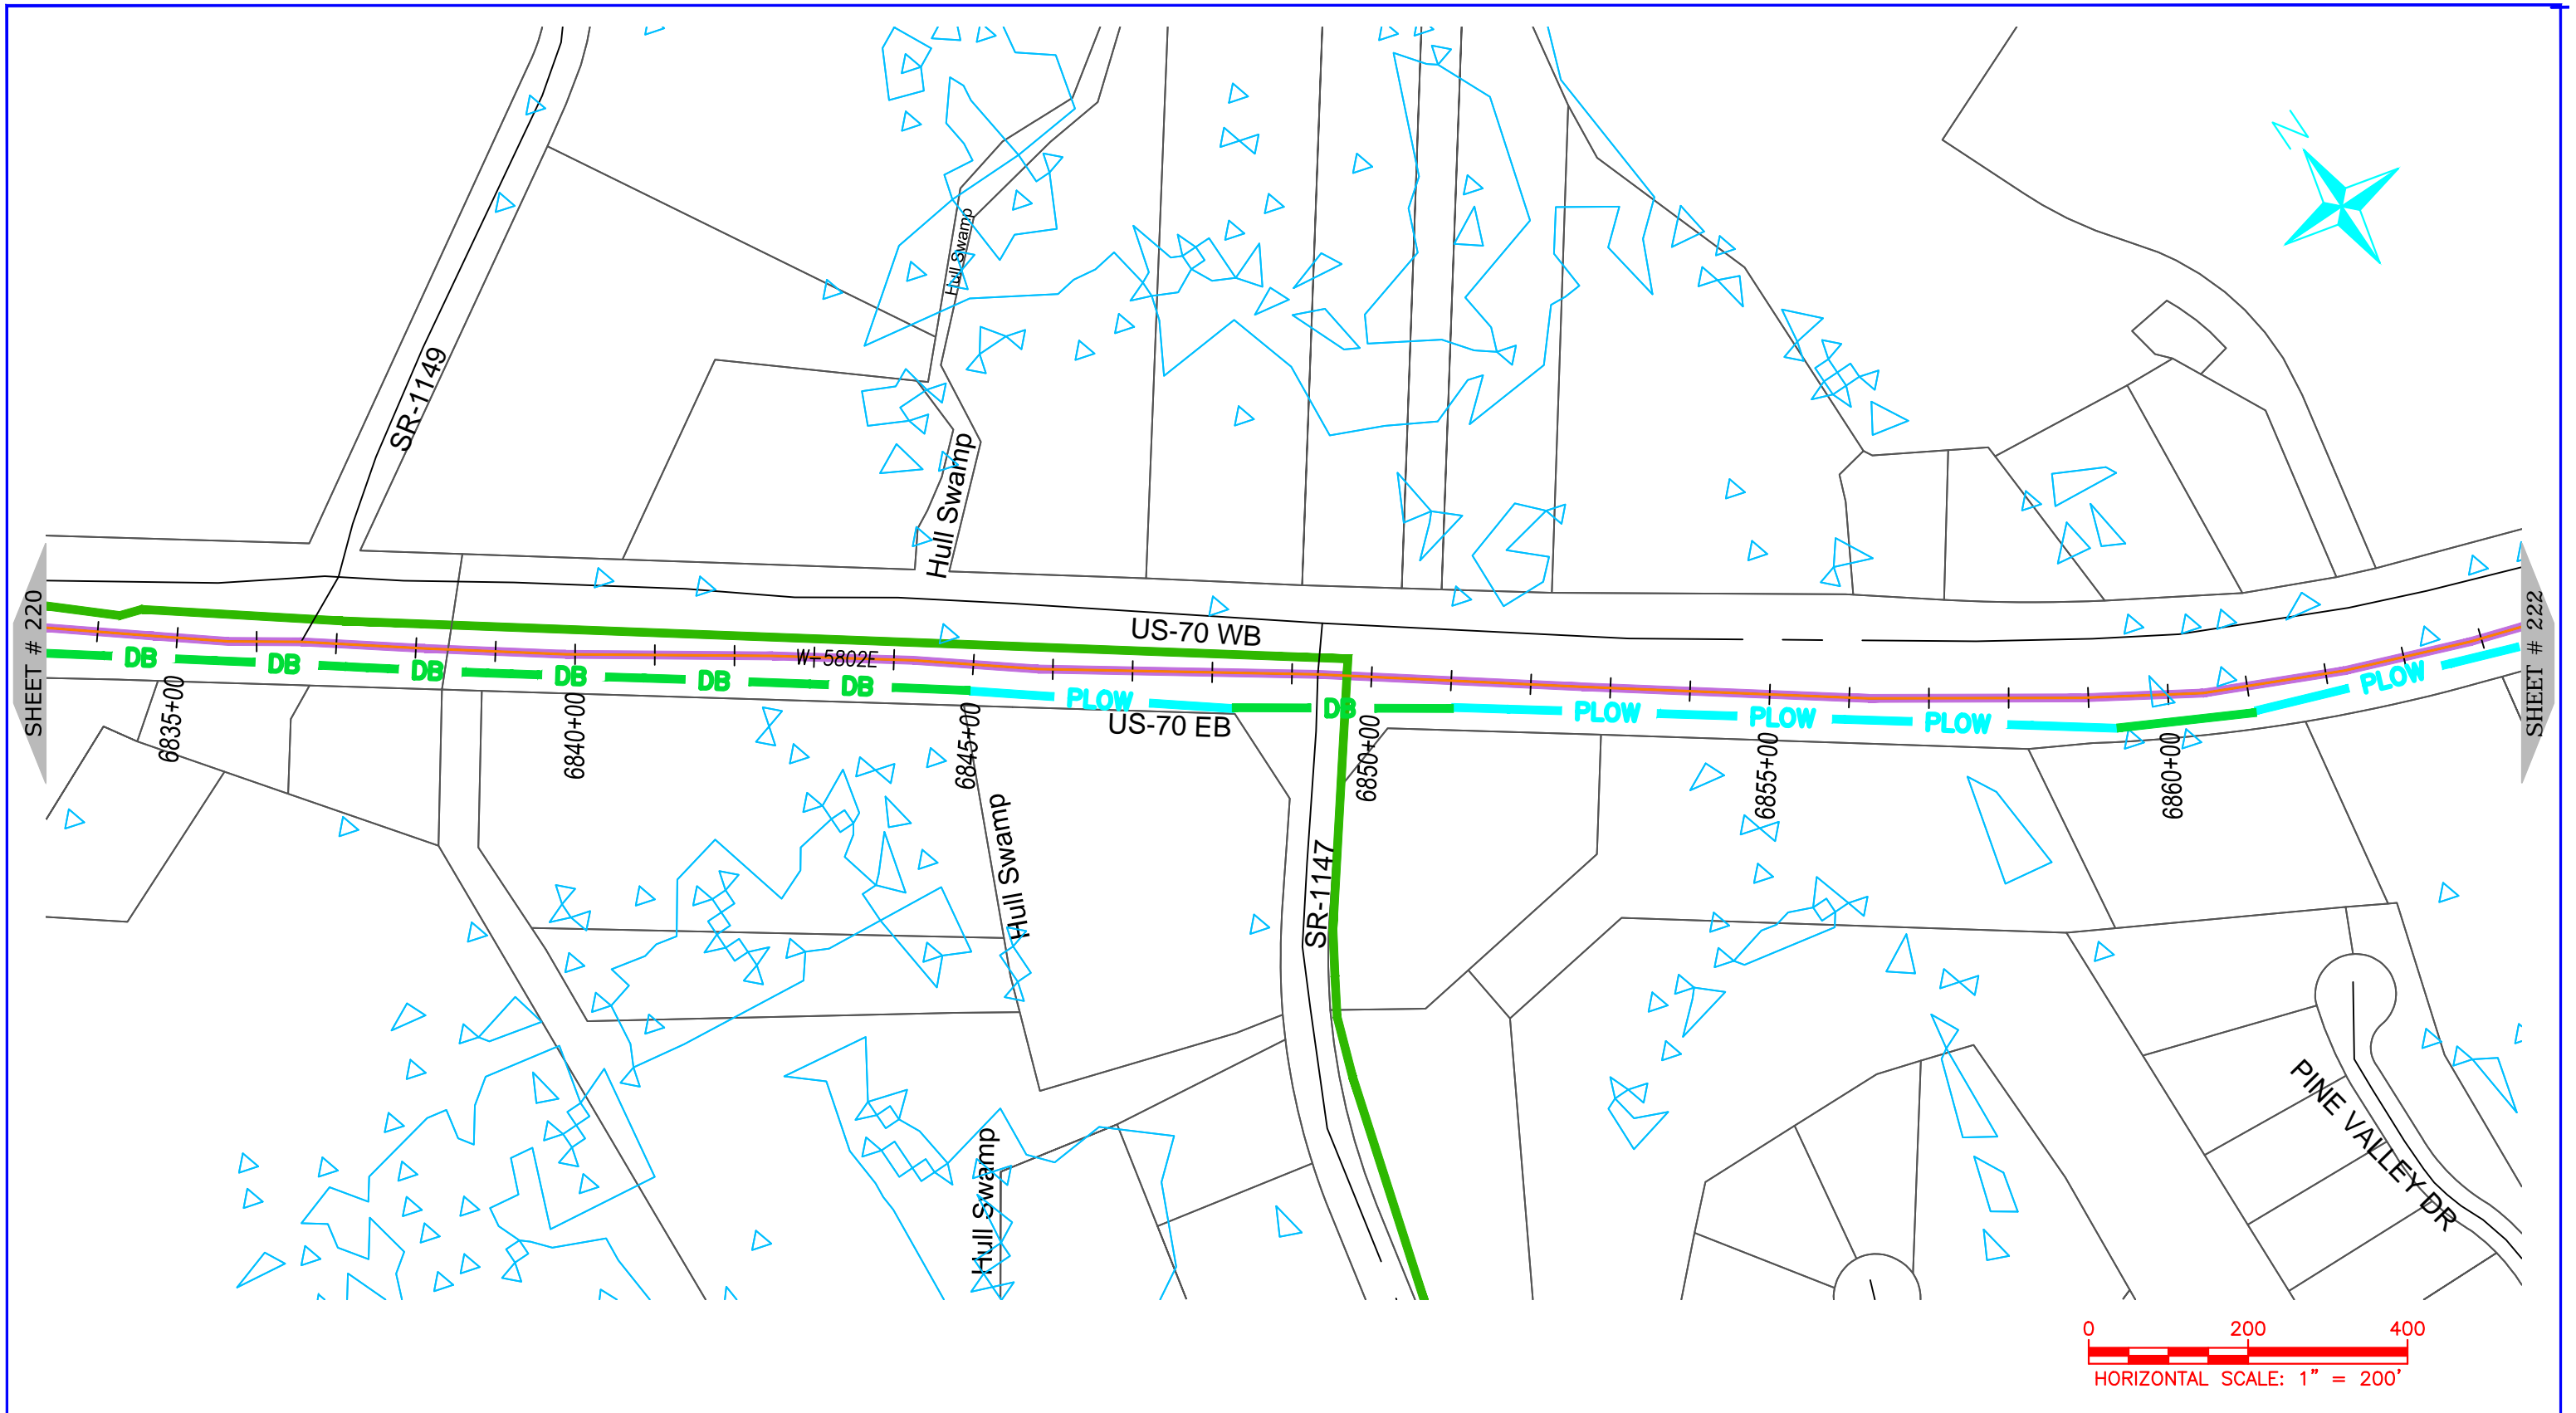 N
Hull Swamp
SR-1149
Hull Swamp
SHEET # 220
SHEET # 222
US-70 WB
W-5802E
DB
DB
DB
DB
DB
DB
PLOW
DB
PLOW
PLOW
PLOW
PLOW
US-70 EB
6835+00
6840+00
6845+00
6850+00
6855+00
6860+00
Hull Swamp
SR-1147
Hull Swamp
PINE VALLEY DR
0 200 400
HORIZONTAL SCALE: 1" = 200'